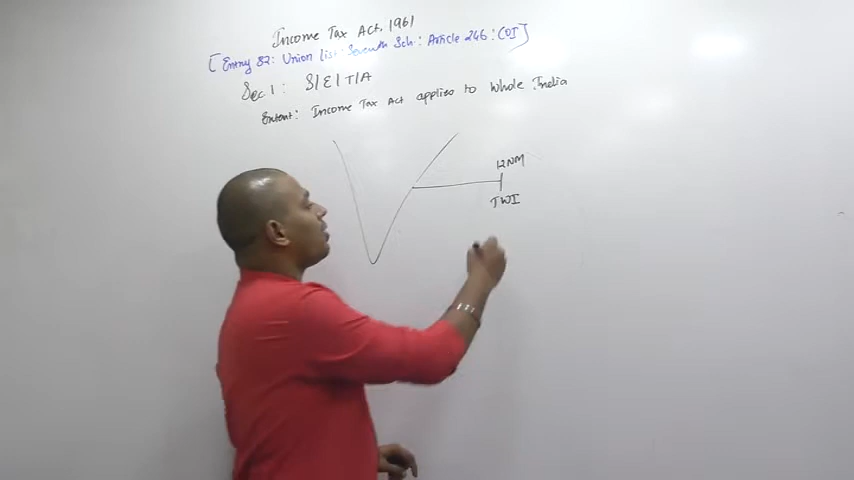 Income Tax Act, 1961
[Entry 82: Union List: Seventh Sch: Article 246: COI]
Sec 1: S/E/T/A
Extent: Income Tax Act applies to Whole India
12NM
TWI